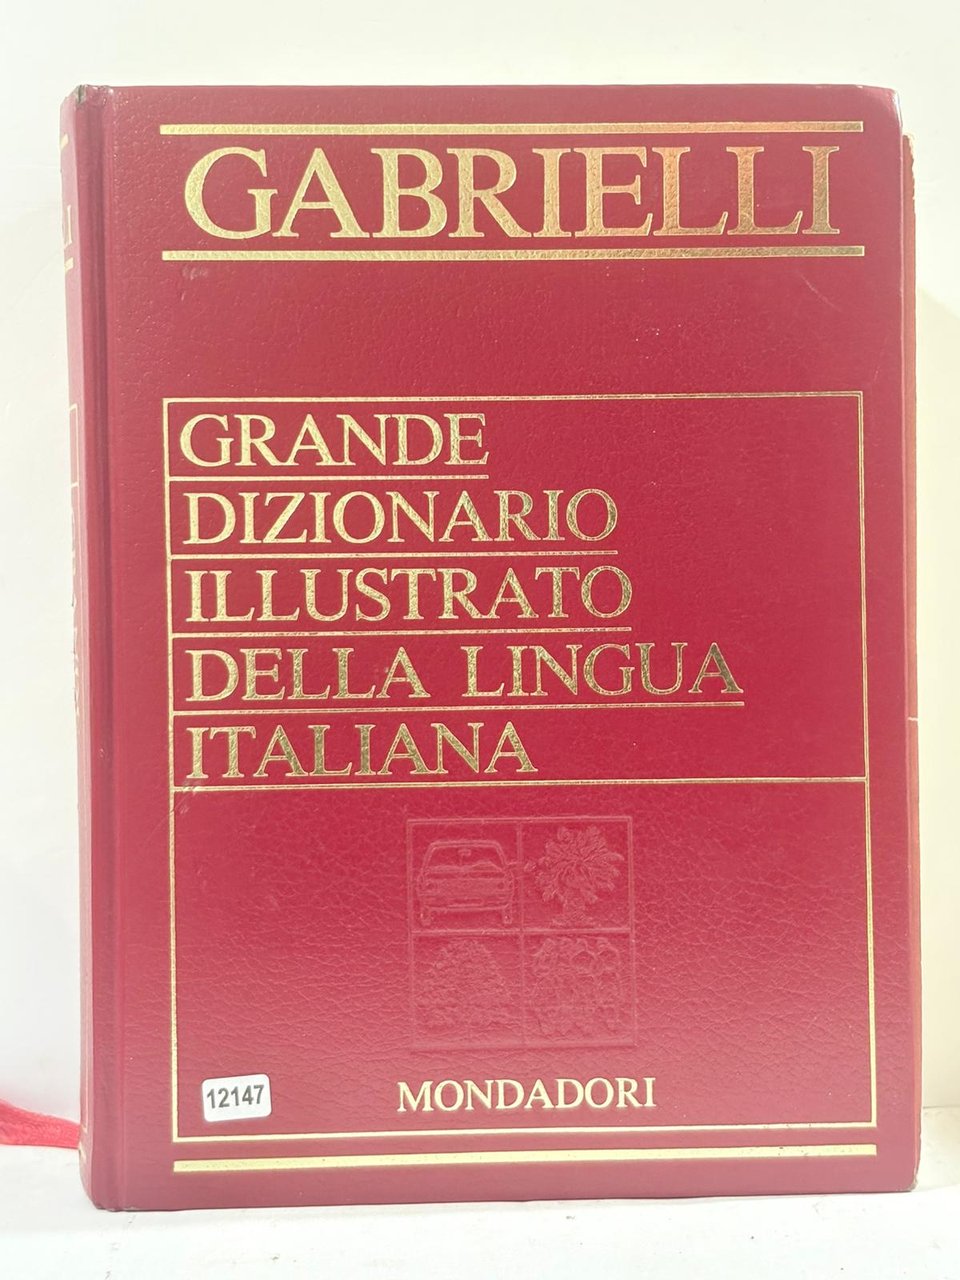 GABRIELLI
GRANDE
DIZIONARIO
ILLUSTRATO
DELLA LINGUA
ITALIANA
12147
MONDADORI